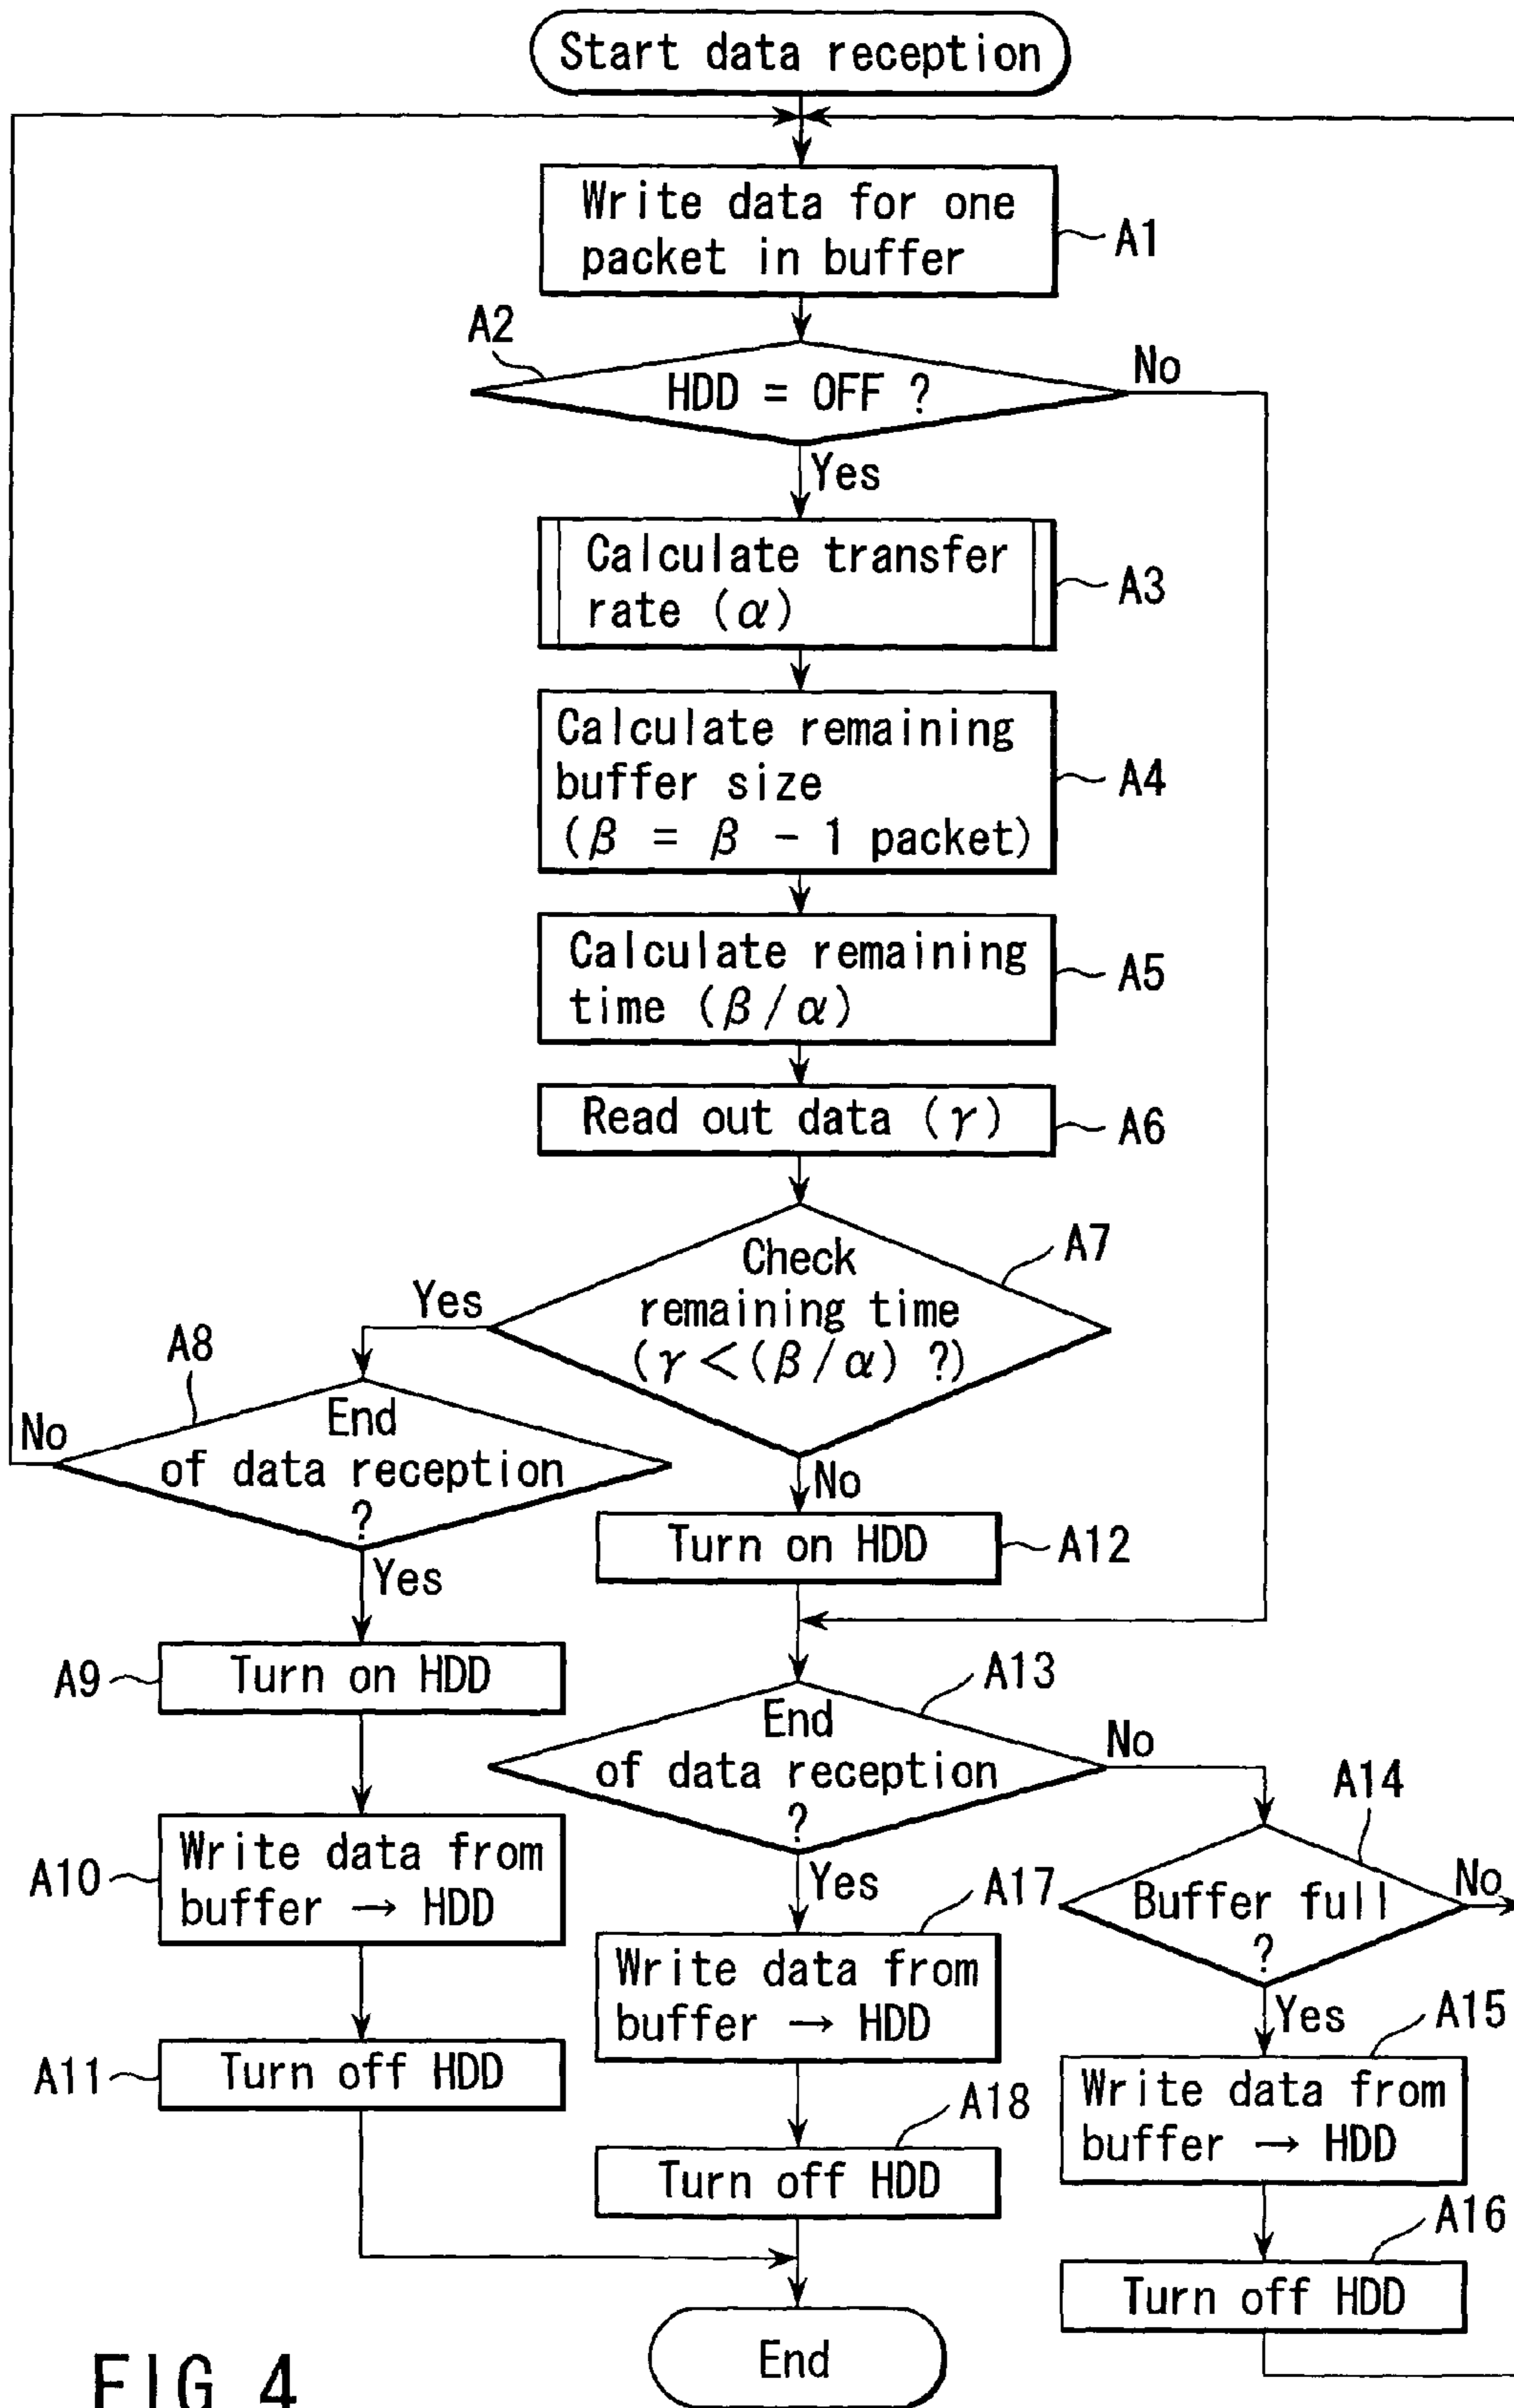 Start data reception
Write data for one
packet in buffer
A1
A2
HDD = OFF ?
No
Yes
Calculate transfer
rate (α)
A3
Calculate remaining
buffer size
(β = β - 1 packet)
A4
Calculate remaining
time (β/α)
A5
Read out data (γ)
A6
Check
remaining time
(γ<(β/α) ?)
A7
Yes
No
A8
End
of data reception
?
No
Yes
Turn on HDD
A12
A9
Turn on HDD
A13
End
of data reception
?
No
Yes
A14
Buffer full
?
No
Yes
A10
Write data from
buffer → HDD
A17
Write data from
buffer → HDD
A15
Write data from
buffer → HDD
A11
Turn off HDD
A18
Turn off HDD
A16
Turn off HDD
End
FIG 4